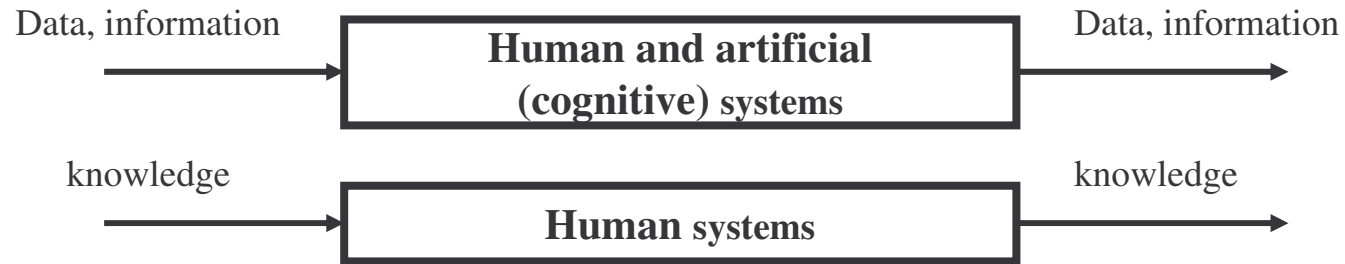 Data, information
Human and artificial
(cognitive) systems
Data, information
knowledge
Human systems
knowledge